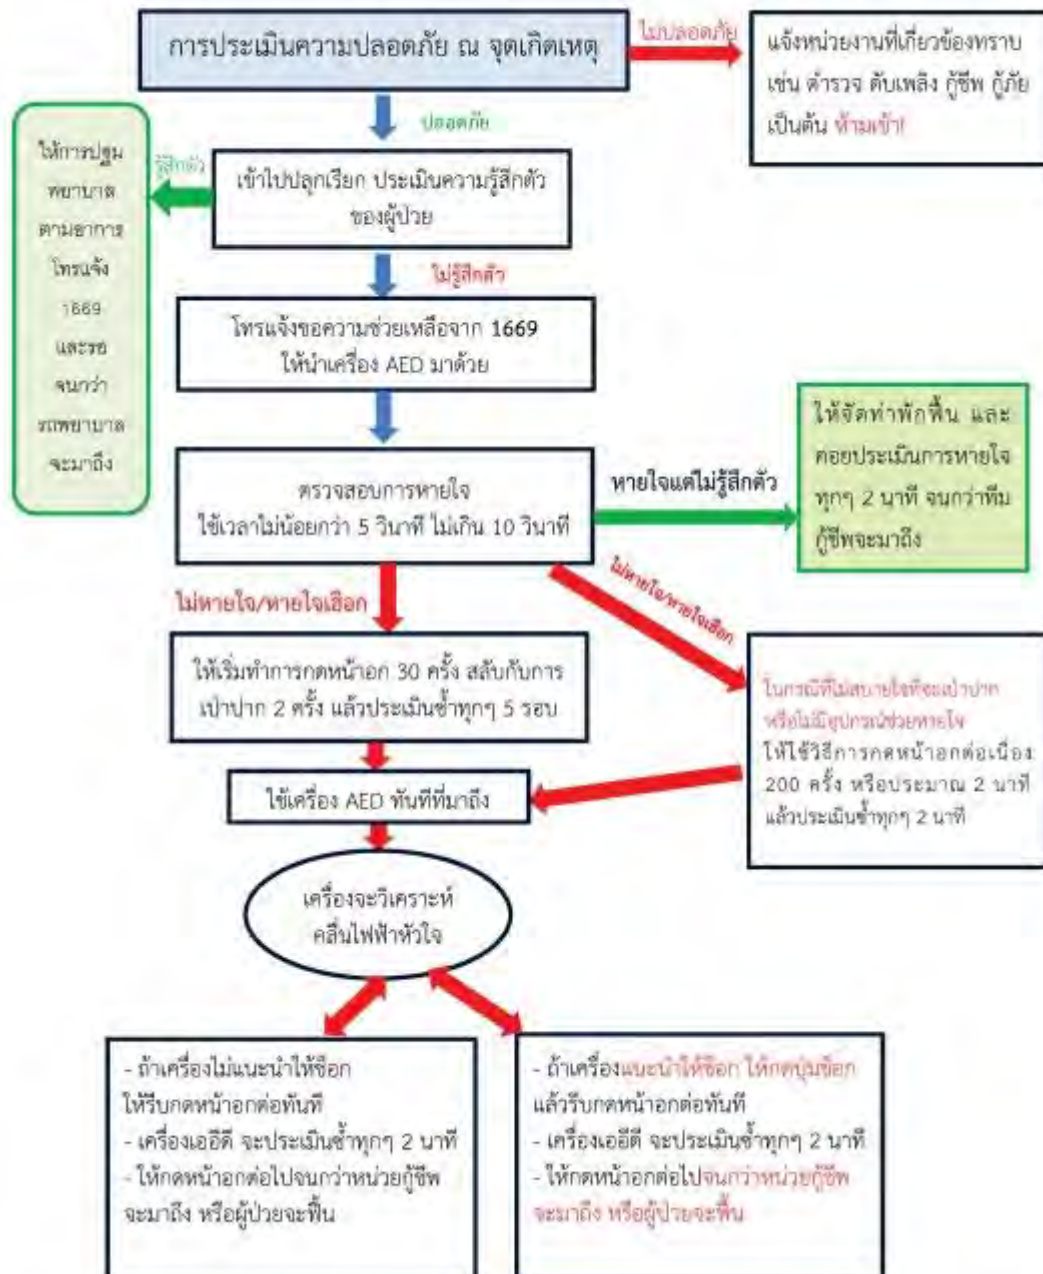 การประเมินความปลอดภัย ณ จุดเกิดเหตุ
ไม่ปลอดภัย
แจ้งหน่วยงานที่เกี่ยวข้องทราบ
เช่น ตำรวจ ดับเพลิง กู้ชีพ กู้ภัย
เป็นต้น ห้ามเข้า!
ปลอดภัย
เข้าไปปลุกเรียก ประเมินความรู้สึกตัว
ของผู้ป่วย
รู้สึกตัว
ให้การปฐม
พยาบาล
ตามอาการ
โทรแจ้ง
1669
และรอ
จนกว่า
รถพยาบาล
จะมาถึง
ไม่รู้สึกตัว
โทรแจ้งขอความช่วยเหลือจาก 1669
ให้นำเครื่อง AED มาด้วย
ตรวจสอบการหายใจ
ใช้เวลาไม่น้อยกว่า 5 วินาที ไม่เกิน 10 วินาที
หายใจแต่ไม่รู้สึกตัว
ให้จัดท่าพักฟื้น และ
คอยประเมินการหายใจ
ทุกๆ 2 นาที จนกว่าทีม
กู้ชีพจะมาถึง
ไม่หายใจ/หายใจเฮือก
ไม่หายใจ/หายใจเฮือก
ให้เริ่มทำการกดหน้าอก 30 ครั้ง สลับกับการ
เป่าปาก 2 ครั้ง แล้วประเมินซ้ำทุกๆ 5 รอบ
ในกรณีที่ไม่สบายใจที่จะเป่าปาก
หรือไม่มีอุปกรณ์ช่วยหายใจ
ให้ใช้วิธีการกดหน้าอกต่อเนื่อง
200 ครั้ง หรือประมาณ 2 นาที
แล้วประเมินซ้ำทุกๆ 2 นาที
ใช้เครื่อง AED ทันทีที่มาถึง
เครื่องจะวิเคราะห์
คลื่นไฟฟ้าหัวใจ
- ถ้าเครื่องไม่แนะนำให้ช็อก
ให้รีบกดหน้าอกต่อทันที
- เครื่องเออีดี จะประเมินซ้ำทุกๆ 2 นาที
- ให้กดหน้าอกต่อไปจนกว่าหน่วยกู้ชีพ
จะมาถึง หรือผู้ป่วยจะฟื้น
- ถ้าเครื่องแนะนำให้ช็อก ให้กดปุ่มช็อก
แล้วรีบกดหน้าอกต่อทันที
- เครื่องเออีดี จะประเมินซ้ำทุกๆ 2 นาที
- ให้กดหน้าอกต่อไปจนกว่าหน่วยกู้ชีพ
จะมาถึง หรือผู้ป่วยจะฟื้น